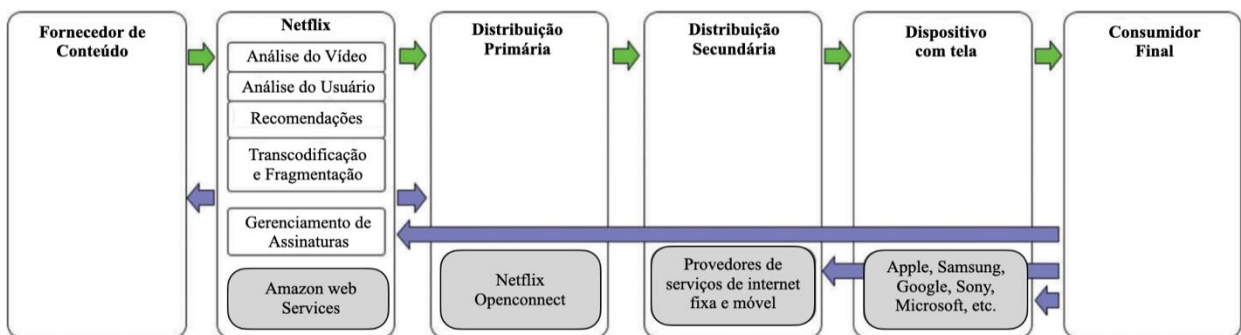 Fornecedor de
Conteúdo
Netflix
Análise do Vídeo
Análise do Usuário
Recomendações
Transcodificação
e Fragmentação
Gerenciamento de
Assinaturas
Amazon web
Services
Distribuição
Primária
Netflix
Openconnect
Distribuição
Secundária
Provedores de
serviços de internet
fixa e móvel
Dispositivo
com tela
Apple, Samsung,
Google, Sony,
Microsoft, etc.
Consumidor
Final